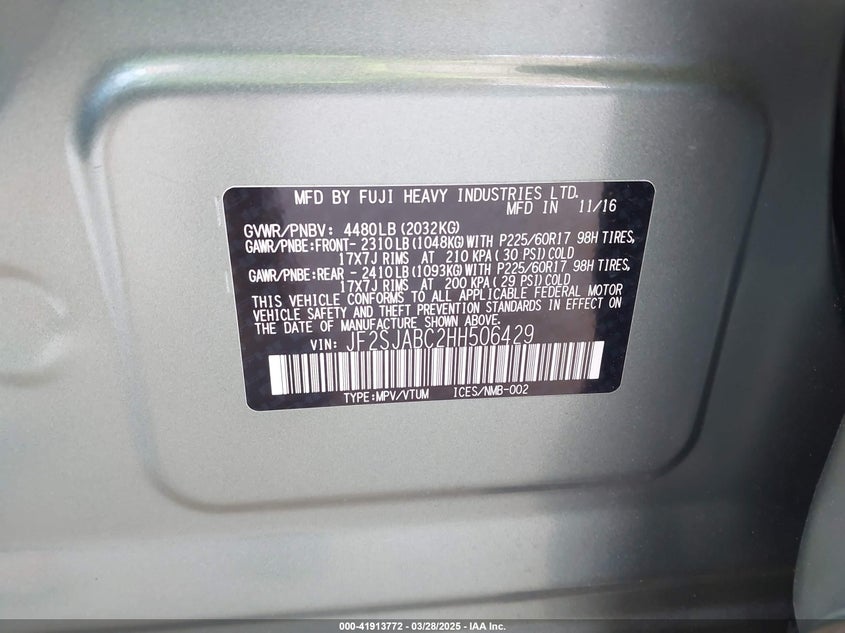 MFD BY FUJI HEAVY INDUSTRIES LTD.
MFD IN 11/16
GVWR/PNBV: 4480LB(2032KG)
GAWR/PNBE:FRONT- 2310LB(1048KG)WITH P225/60R17 98H TIRES,
17X7J RIMS AT 210 KPA( 30 PSI)COLD
GAWR/PNBE:REAR - 2410LB(1093KG)WITH P225/60R17 98H TIRES,
17X7J RIMS AT 200 KPA( 29 PSI)COLD
THIS VEHICLE CONFORMS TO ALL APPLICABLE FEDERAL MOTOR
VEHICLE SAFETY AND THEFT PREVENTION STANDARDS IN EFFECT ON
THE DATE OF MANUFACTURE SHOWN ABOVE.
VIN: JF2SJABC2HH506429
TYPE:MPV/VTUM ICES/NMB-002
000-41913772 - 03/28/2025 - IAA Inc.